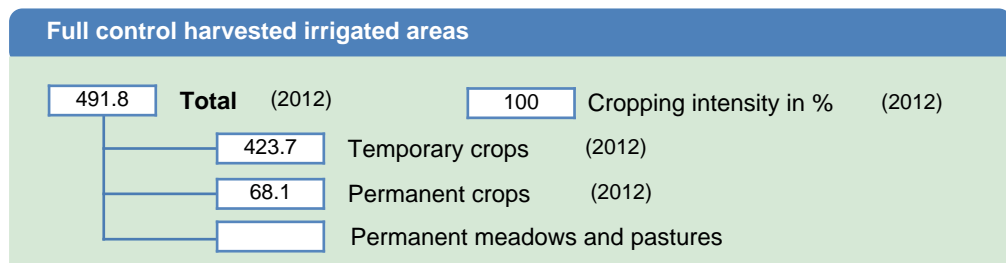 Full control harvested irrigated areas
491.8 Total (2012) 100 Cropping intensity in % (2012)
423.7 Temporary crops (2012)
68.1 Permanent crops (2012)
Permanent meadows and pastures